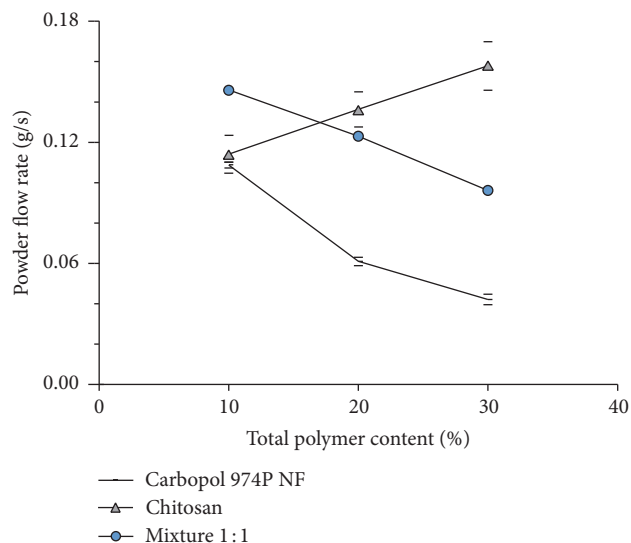 0.18
0.12
0.06
0.00
Powder flow rate (g/s)
0 10 20 30 40
Total polymer content (%)
Carbopol 974P NF
Chitosan
Mixture 1 : 1